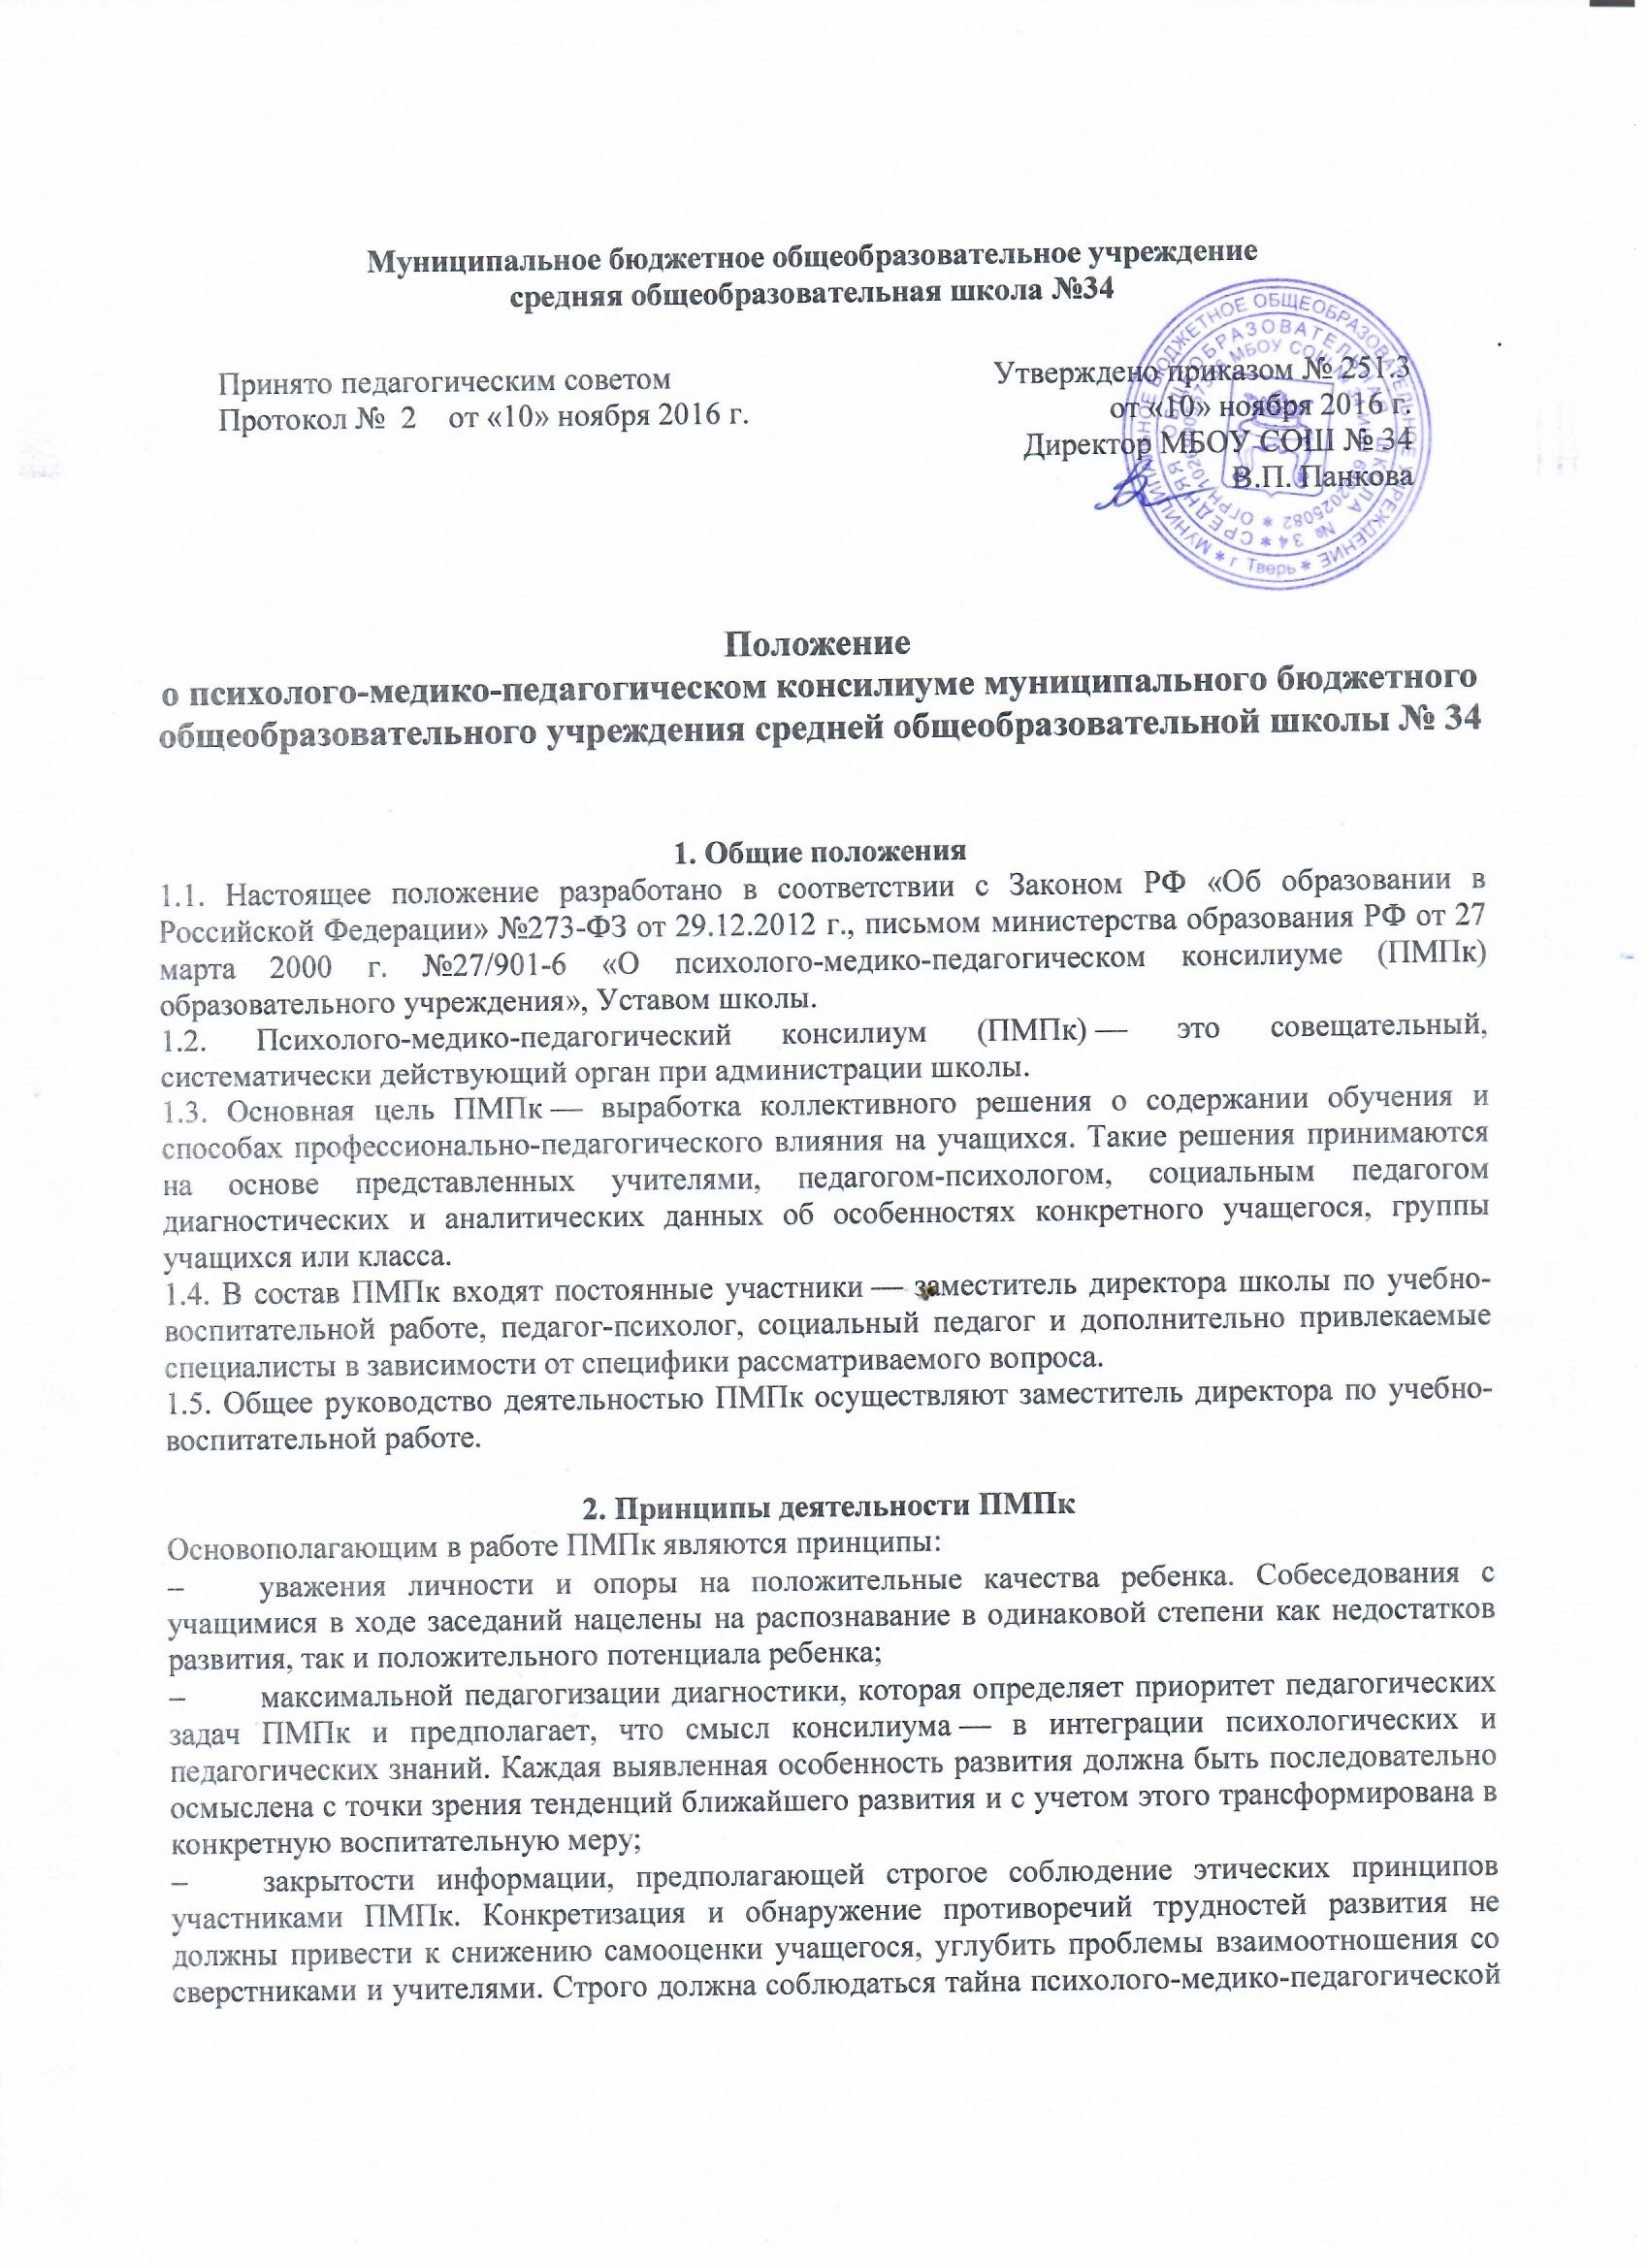 Муниципальное бюджетное общеобразовательное учреждение
средняя общеобразовательная школа №34
Принято педагогическим советом
Протокол № 2 от «10» ноября 2016 г.
Утверждено приказом № 251.3
от «10» ноября 2016 г.
Директор МБОУ СОШ № 34
В.П. Панкова
МУНИЦИПАЛЬНОЕ БЮДЖЕТНОЕ ОБЩЕОБРАЗОВАТЕЛЬНОЕ УЧРЕЖДЕНИЕ * г Тверь *
СРЕДНЯЯ ОБЩЕОБРАЗОВАТЕЛЬНАЯ ШКОЛА № 34 *
Положение
о психолого-медико-педагогическом консилиуме муниципального бюджетного
общеобразовательного учреждения средней общеобразовательной школы № 34
1. Общие положения
1.1. Настоящее положение разработано в соответствии с Законом РФ «Об образовании в
Российской Федерации» №273-ФЗ от 29.12.2012 г., письмом министерства образования РФ от 27
марта 2000 г. №27/901-6 «О психолого-медико-педагогическом консилиуме (ПМПк)
образовательного учреждения», Уставом школы.
1.2. Психолого-медико-педагогический консилиум (ПМПк) — это совещательный,
систематически действующий орган при администрации школы.
1.3. Основная цель ПМПк — выработка коллективного решения о содержании обучения и
способах профессионально-педагогического влияния на учащихся. Такие решения принимаются
на основе представленных учителями, педагогом-психологом, социальным педагогом
диагностических и аналитических данных об особенностях конкретного учащегося, группы
учащихся или класса.
1.4. В состав ПМПк входят постоянные участники — заместитель директора школы по учебно-
воспитательной работе, педагог-психолог, социальный педагог и дополнительно привлекаемые
специалисты в зависимости от специфики рассматриваемого вопроса.
1.5. Общее руководство деятельностью ПМПк осуществляют заместитель директора по учебно-
воспитательной работе.
2. Принципы деятельности ПМПк
Основополагающим в работе ПМПк являются принципы:
– уважения личности и опоры на положительные качества ребенка. Собеседования с
учащимися в ходе заседаний нацелены на распознавание в одинаковой степени как недостатков
развития, так и положительного потенциала ребенка;
– максимальной педагогизации диагностики, которая определяет приоритет педагогических
задач ПМПк и предполагает, что смысл консилиума — в интеграции психологических и
педагогических знаний. Каждая выявленная особенность развития должна быть последовательно
осмыслена с точки зрения тенденций ближайшего развития и с учетом этого трансформирована в
конкретную воспитательную меру;
– закрытости информации, предполагающей строгое соблюдение этических принципов
участниками ПМПк. Конкретизация и обнаружение противоречий трудностей развития не
должны привести к снижению самооценки учащегося, углубить проблемы взаимоотношения со
сверстниками и учителями. Строго должна соблюдаться тайна психолого-медико-педагогической